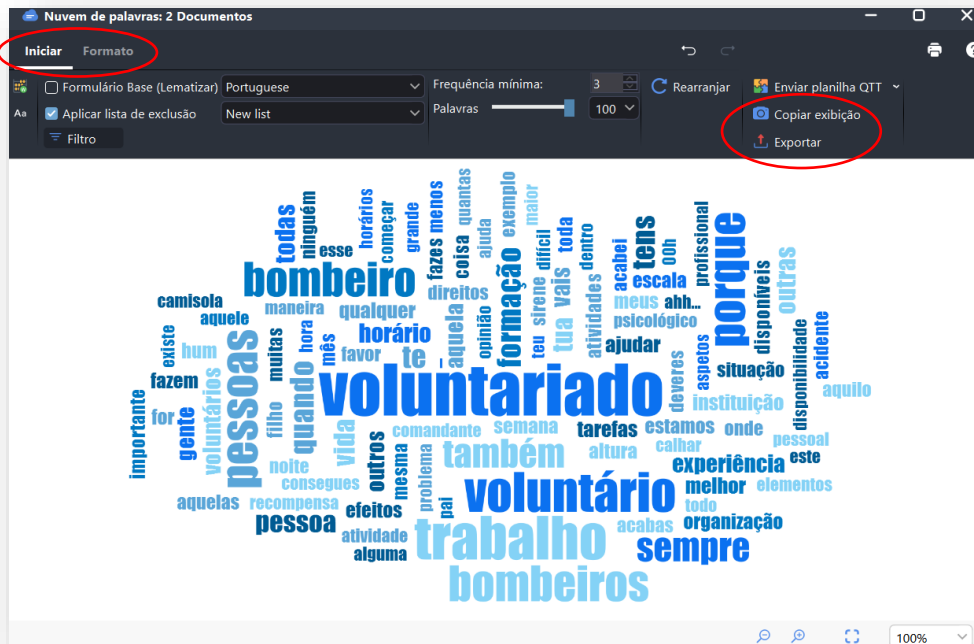 Nuvem de palavras: 2 Documentos
Iniciar Formato
Formulário Base (Lematizar) Portuguese Frequência mínima: 3 Rearranjar Enviar planilha QTT
Aa Aplicar lista de exclusão New list Palavras 100 Copiar exibição
Filtro Exportar
todas
ninguém
esse
horários
começar
grande
menos
fazes
coisa
quantas
ajuda
exemplo
maior
difícil
toda
dentro
acabei
tens
00h
profissional
porque
bombeiro
direitos
formação
escala
disponíveis
outras
camisola
aquele
maneira
qualquer
horário
aquela
opinião
teu
sirene
tua
vais
atividades
meus
ahh...
psicológico
ajudar
existe
hum
muitas
hora
mês
favor
te
aspetos
situação
disponibilidade
acidente
fazem
pessoas
quando
voluntariado
deveres
instituição
aquilo
importante
for
gente
voluntários
filho
vida
comandante
semana
tarefas
estamos
onde
pessoal
outros
mesma
também
altura
calhar
noite
consegues
problema
experiência
este
aquelas
recompensa
efeitos
pai
voluntário
melhor
elementos
todo
pessoa
atividade
alguma
trabalho
acabas
organização
sempre
bombeiros
100%